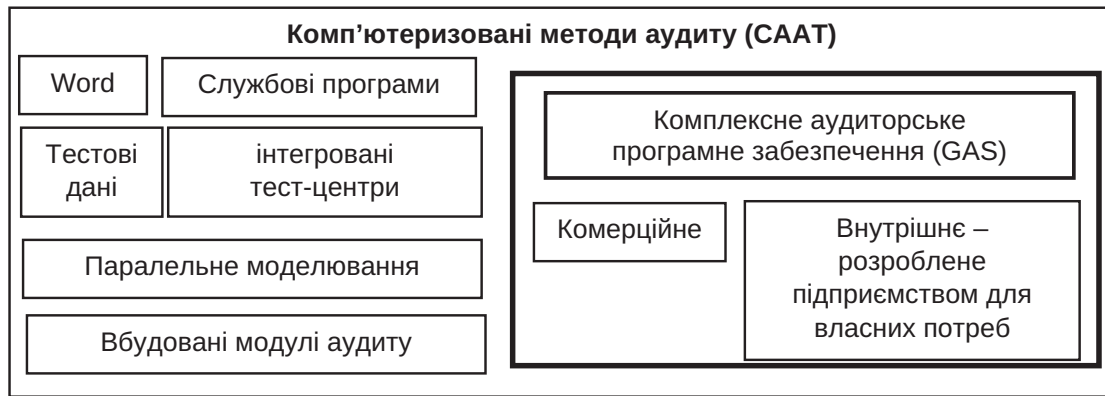 Комп’ютеризовані методи аудиту (СААТ)
Word
Службові програми
Тестові
дані
інтегровані
тест-центри
Паралельне моделювання
Вбудовані модулі аудиту
Комплексне аудиторське
програмне забезпечення (GAS)
Комерційне
Внутрішнє –
розроблене
підприємством для
власних потреб